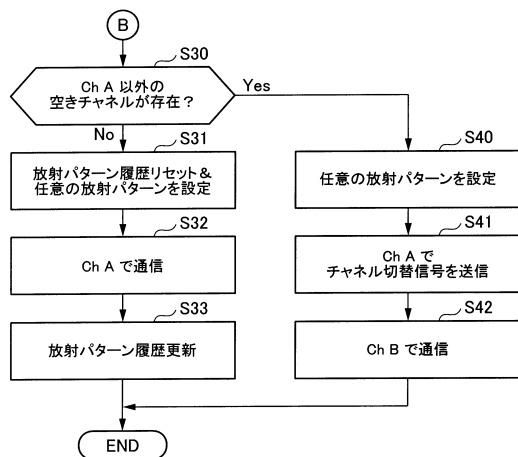 B
S30
Ch A 以外の
空きチャネルが存在？
Yes
No
S31
放射パターン履歴リセット＆
任意の放射パターンを設定
S32
Ch A で通信
S33
放射パターン履歴更新
S40
任意の放射パターンを設定
S41
Ch A で
チャネル切替信号を送信
S42
Ch B で通信
END